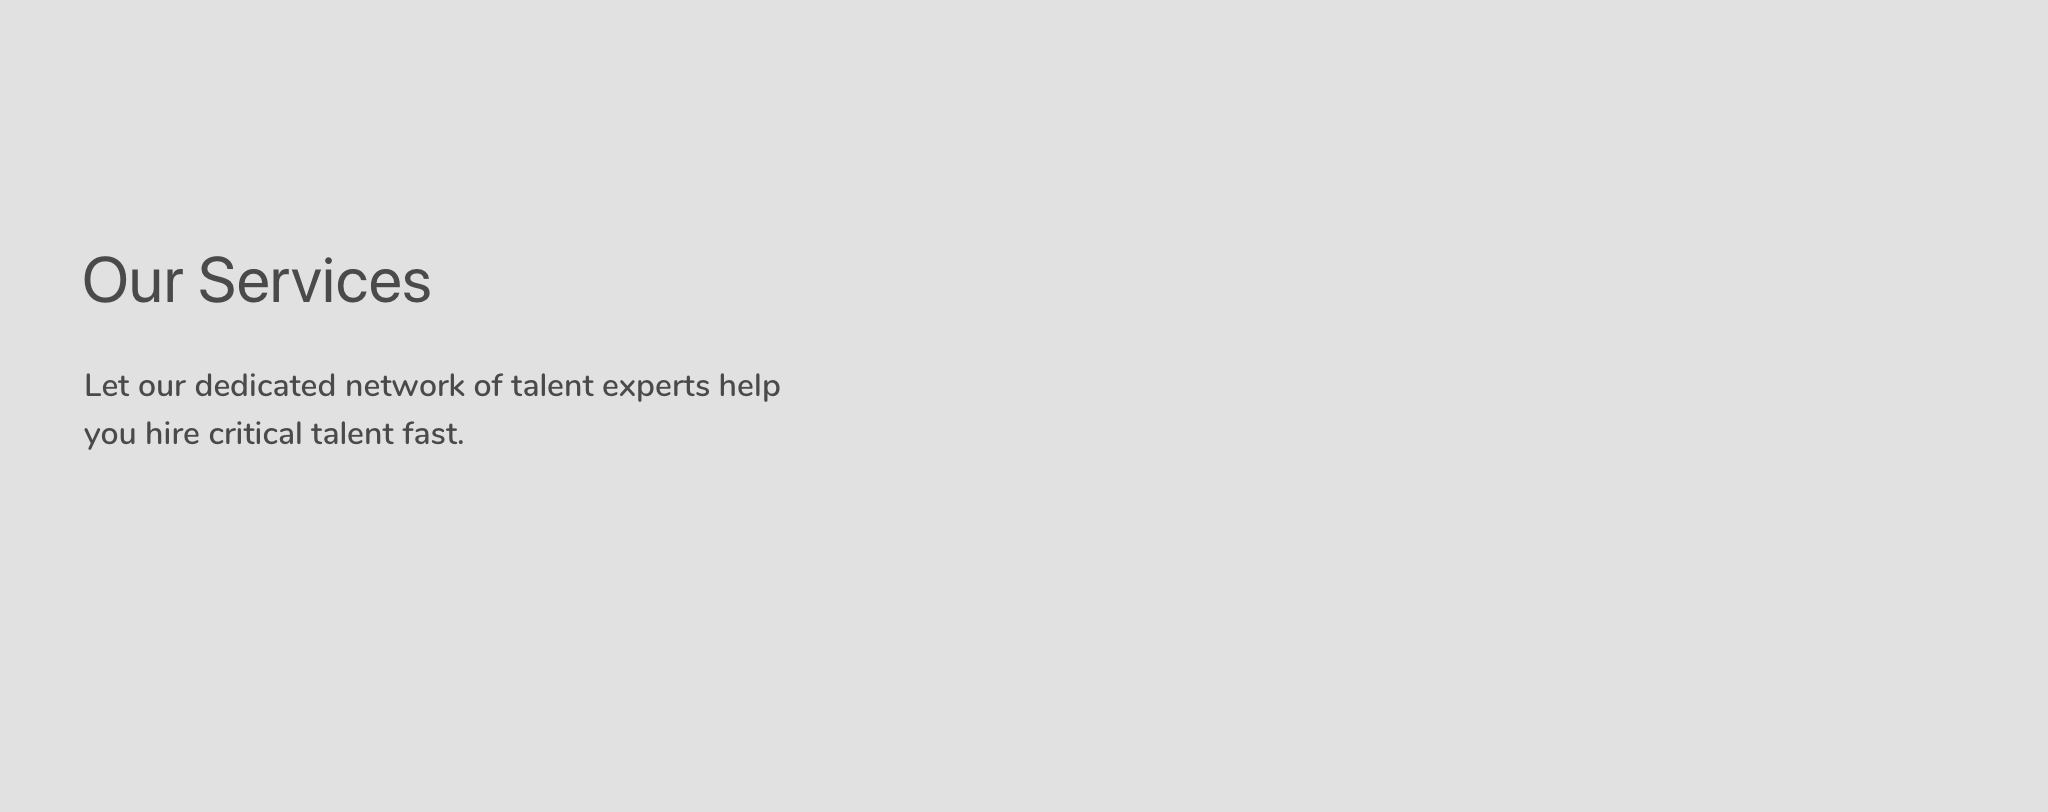 Our Services
Let our dedicated network of talent experts help
you hire critical talent fast.